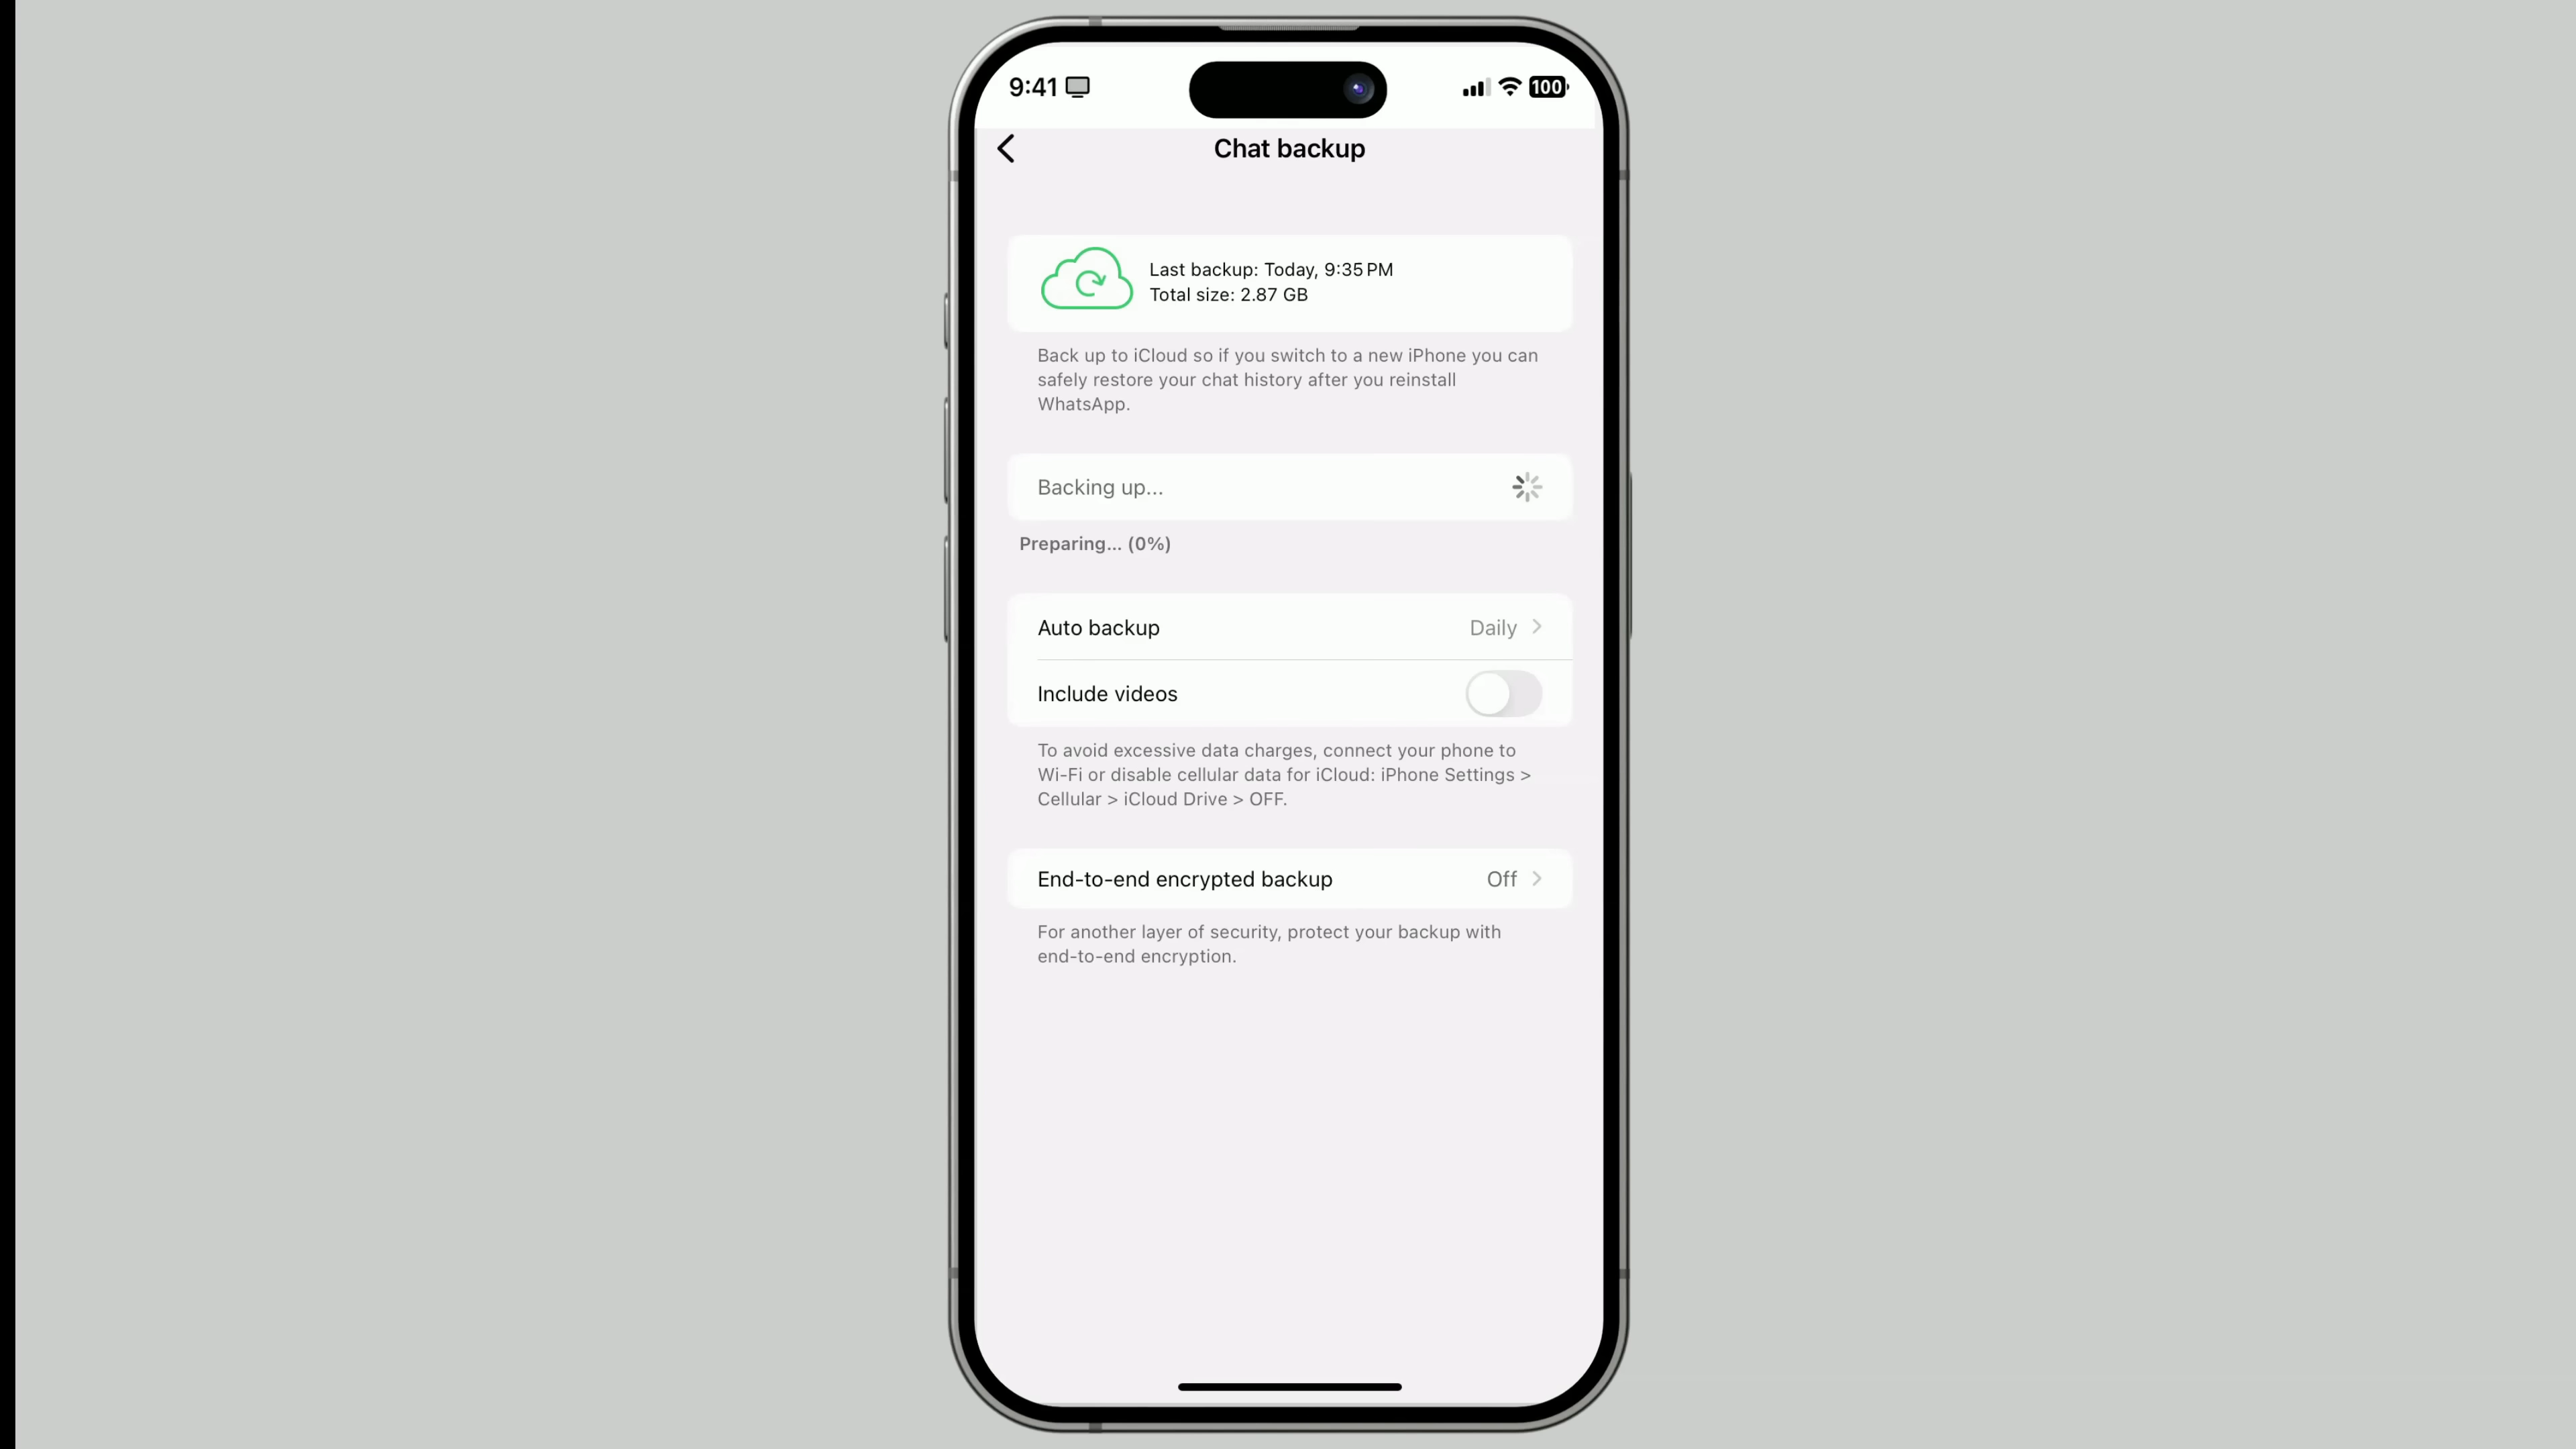 9:41
100
Chat backup
Last backup: Today, 9:35 PM
Total size: 2.87 GB
Back up to iCloud so if you switch to a new iPhone you can
safely restore your chat history after you reinstall
WhatsApp.
Backing up...
Preparing... (0%)
Auto backup Daily
Include videos
To avoid excessive data charges, connect your phone to
Wi-Fi or disable cellular data for iCloud: iPhone Settings >
Cellular > iCloud Drive > OFF.
End-to-end encrypted backup Off
For another layer of security, protect your backup with
end-to-end encryption.